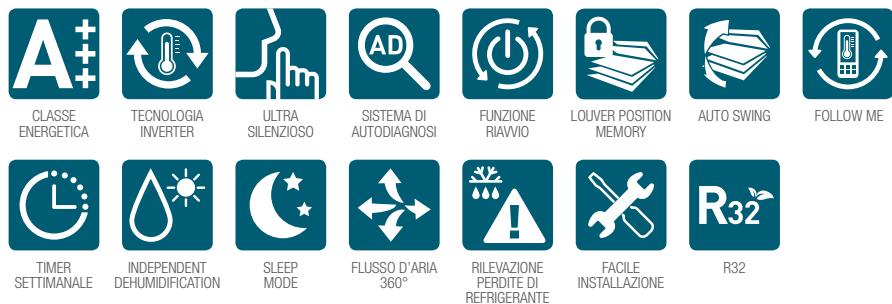 A+++
CLASSE
ENERGETICA
TECNOLOGIA
INVERTER
ULTRA
SILENZIOSO
AD
SISTEMA DI
AUTODIAGNOSI
FUNZIONE
RIAVVIO
LOUVER POSITION
MEMORY
AUTO SWING
FOLLOW ME
TIMER
SETTIMANALE
INDEPENDENT
DEHUMIDIFICATION
SLEEP
MODE
FLUSSO D'ARIA
360°
RILEVAZIONE
PERDITE DI
REFRIGERANTE
FACILE
INSTALLAZIONE
R32
R32